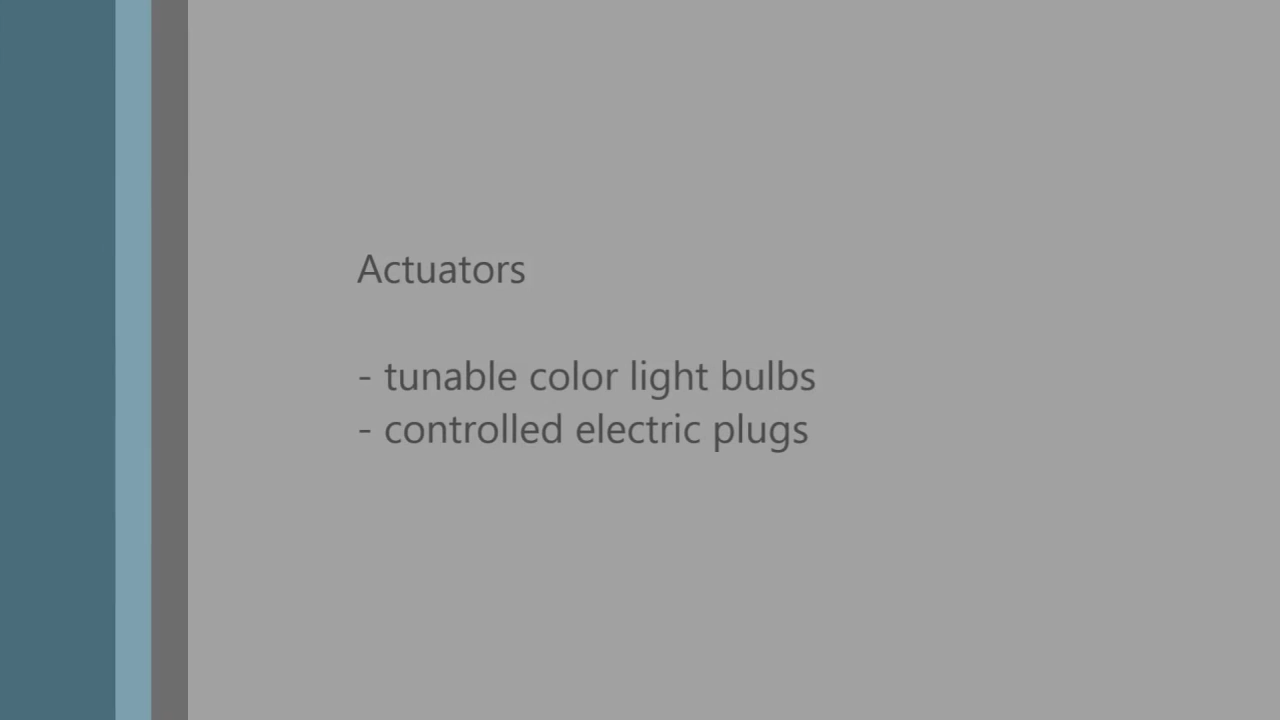 Actuators
- tunable color light bulbs
- controlled electric plugs